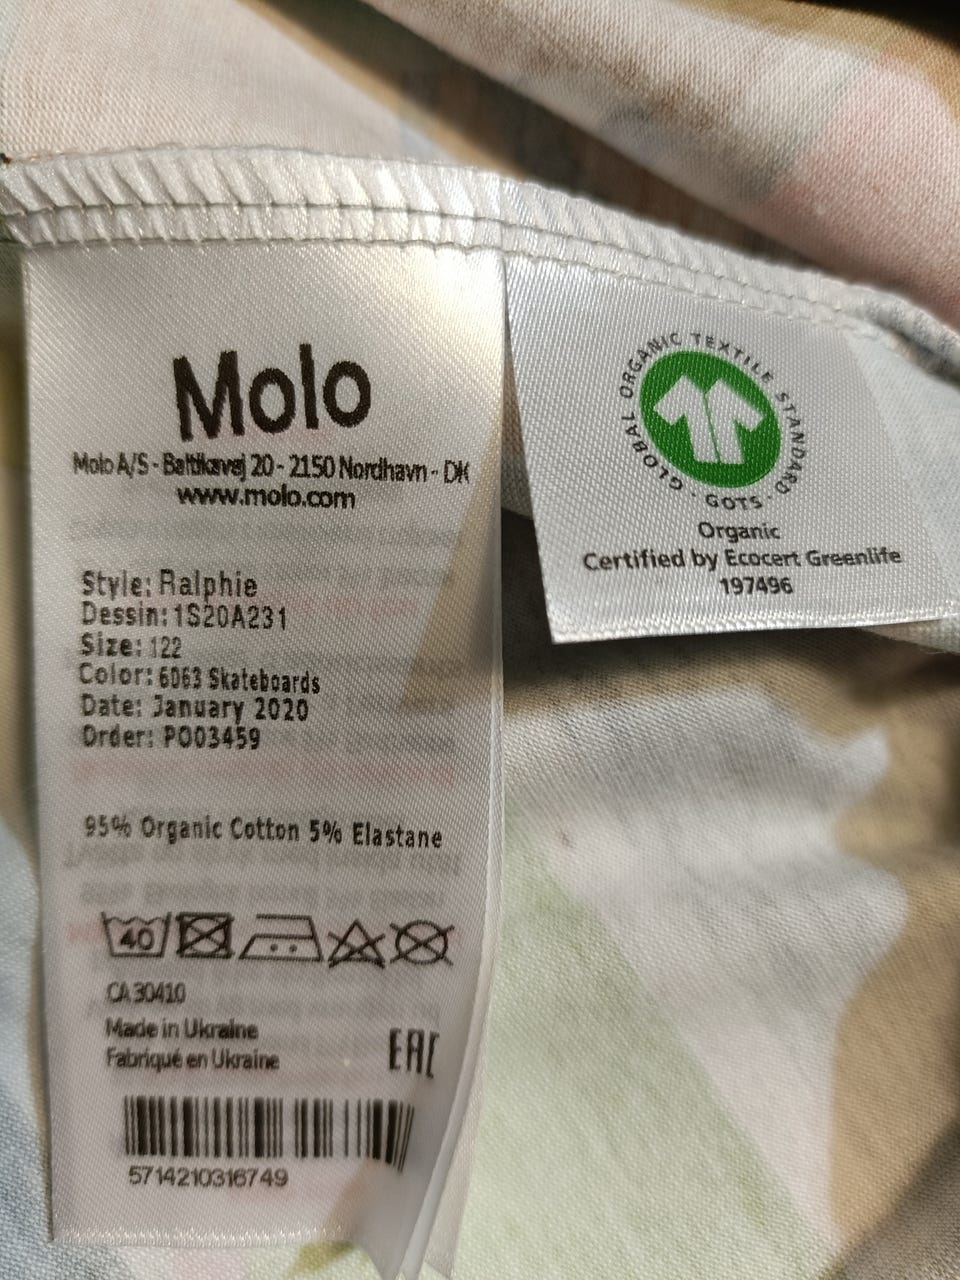 Molo
Molo A/S - Baltikavej 20 - 2150 Nordhavn - DK
www.molo.com
Style: Ralphie
Dessin: 1S20A231
Size: 122
Color: 6063 Skateboards
Date: January 2020
Order: PO03459
95% Organic Cotton 5% Elastane
40
CA 30410
Made in Ukraine
Fabriqué en Ukraine
EAC
5714210316749
GLOBAL ORGANIC TEXTILE STANDARD · GOTS ·
Organic
Certified by Ecocert Greenlife
197496